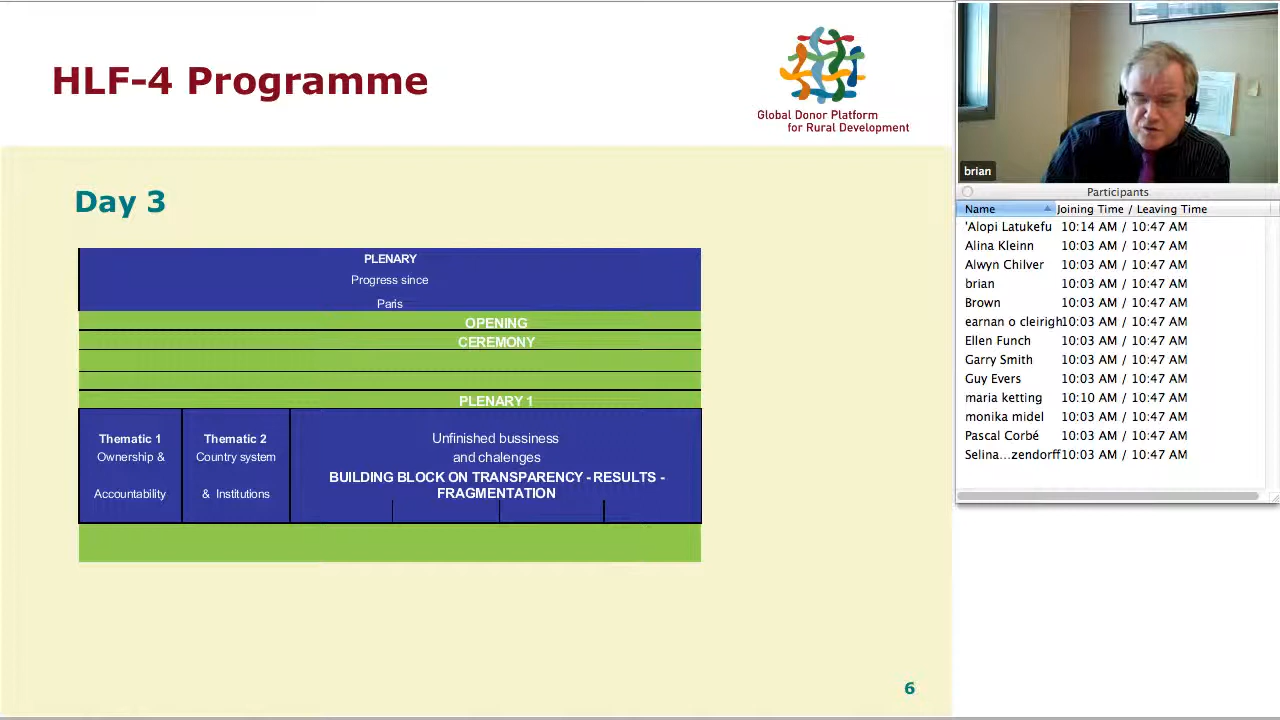 HLF-4 Programme
Global Donor Platform
for Rural Development
Day 3
PLENARY
Progress since
Paris
OPENING
CEREMONY
PLENARY 1
Thematic 1
Ownership &
Accountability
Thematic 2
Country system
& Institutions
Unfinished bussiness
and chalenges
BUILDING BLOCK ON TRANSPARENCY - RESULTS -
FRAGMENTATION
6
brian
Participants
Name Joining Time / Leaving Time
'Alopi Latukefu 10:14 AM / 10:47 AM
Alina Kleinn 10:03 AM / 10:47 AM
Alwyn Chilver 10:03 AM / 10:47 AM
brian 10:03 AM / 10:47 AM
Brown 10:03 AM / 10:47 AM
earnan o cleirigh 10:03 AM / 10:47 AM
Ellen Funch 10:03 AM / 10:47 AM
Garry Smith 10:03 AM / 10:47 AM
Guy Evers 10:03 AM / 10:47 AM
maria ketting 10:10 AM / 10:47 AM
monika midel 10:03 AM / 10:47 AM
Pascal Corbé 10:03 AM / 10:47 AM
Selina...zendorff 10:03 AM / 10:47 AM